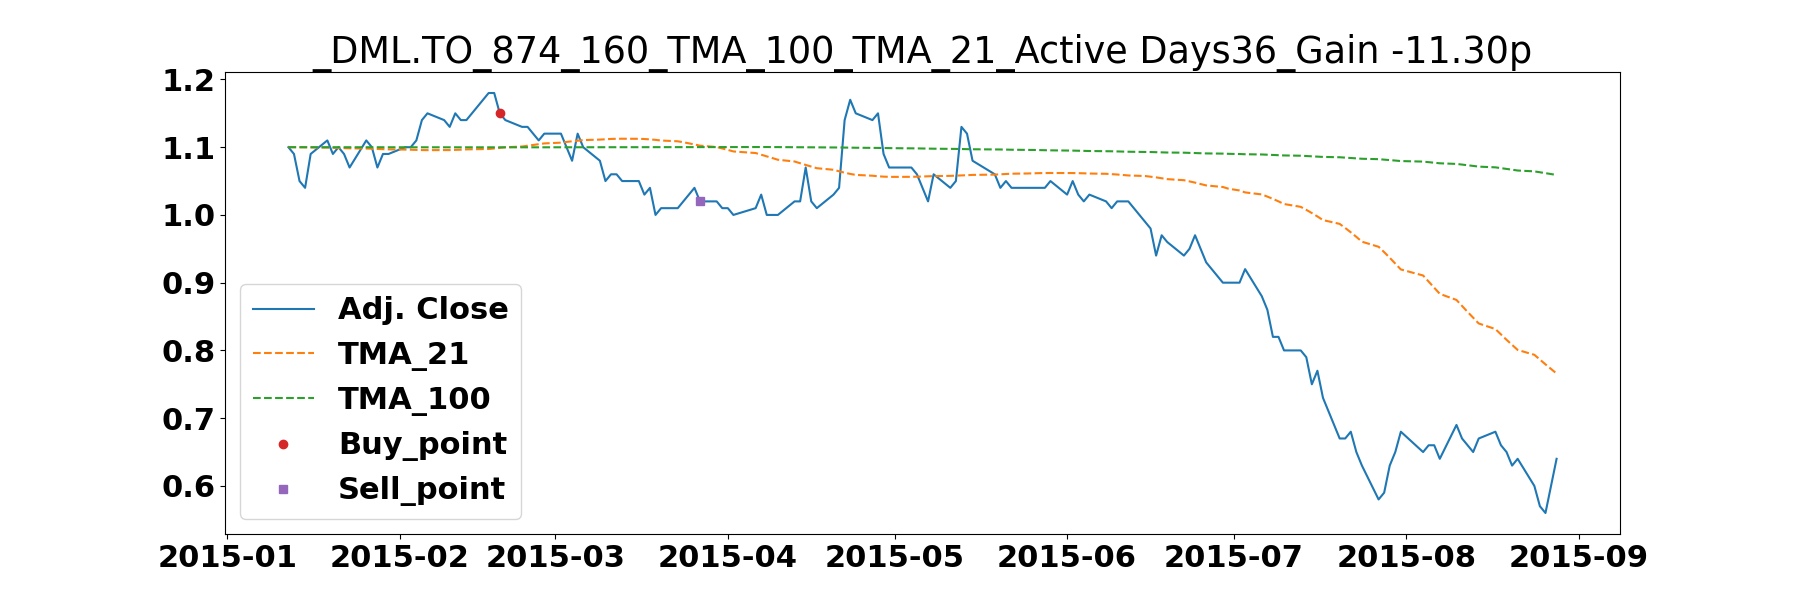 _DML.TO_874_160_TMA_100_TMA_21_Active Days36_Gain -11.30p
1.2
1.1
1.0
0.9
0.8
0.7
0.6
Adj. Close
TMA_21
TMA_100
Buy_point
Sell_point
2015-01 2015-02 2015-03 2015-04 2015-05 2015-06 2015-07 2015-08 2015-09